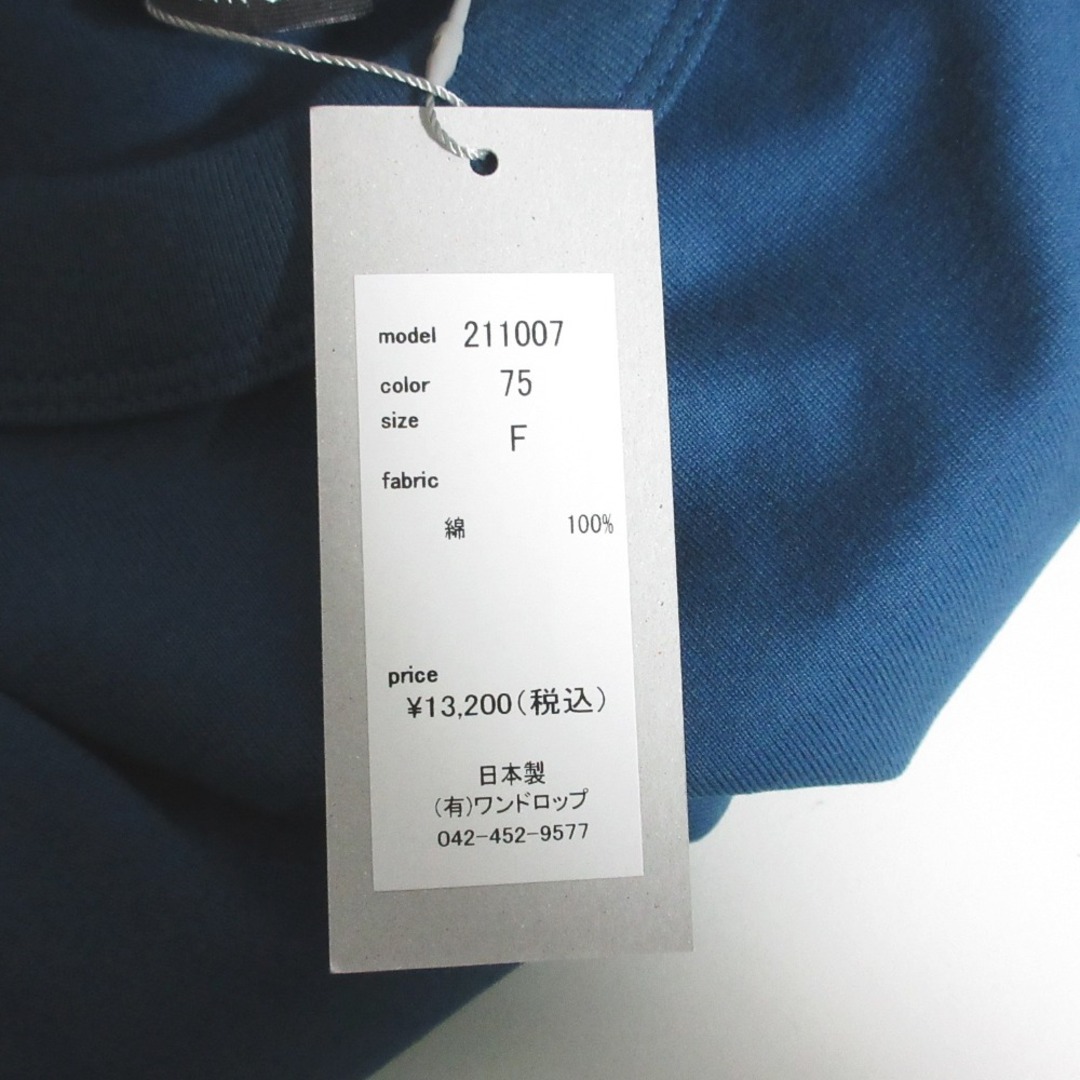 model 211007
color 75
size F
fabric
綿 100%
price
¥13,200(税込)
日本製
(有)ワンドロップ
042-452-9577